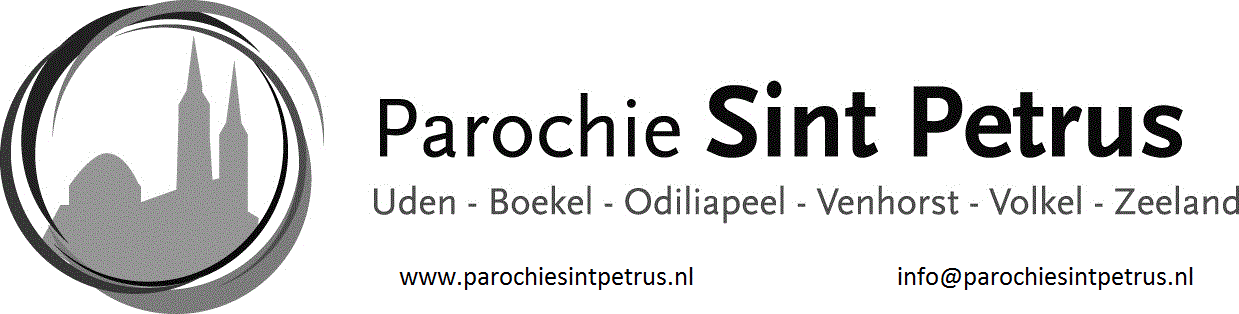 Parochie Sint Petrus
Uden - Boekel - Odiliapeel - Venhorst - Volkel - Zeeland
www.parochiesintpetrus.nl info@parochiesintpetrus.nl